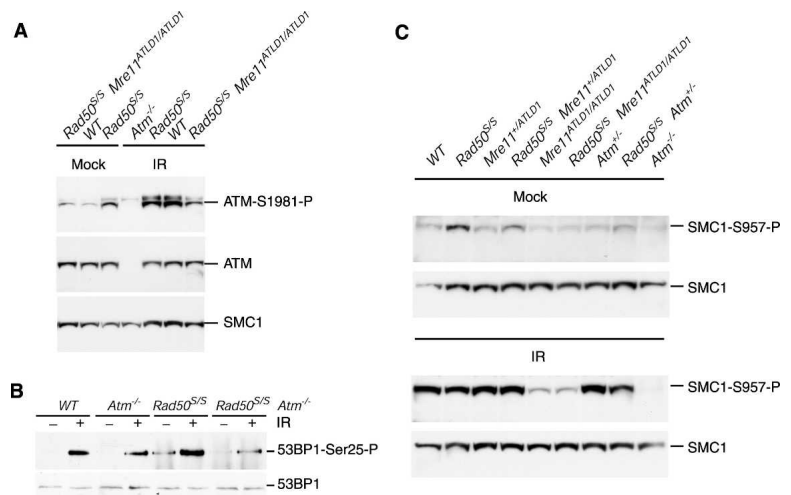 A
Rad50S/S Mre11ATLD1/ATLD1
WT
Rad50S/S
Atm-/-
Rad50S/S
WT
Rad50S/S Mre11ATLD1/ATLD1
Mock IR
ATM-S1981-P
ATM
SMC1
B
WT Atm-/- Rad50S/S Rad50S/S Atm-/-
– + – + – + – + IR
53BP1-Ser25-P
53BP1
C
WT
Rad50S/S
Mre11+/ATLD1
Rad50S/S Mre11+/ATLD1
Mre11ATLD1/ATLD1
Rad50S/S Mre11ATLD1/ATLD1
Atm+/-
Rad50S/S Atm+/-
Atm-/-
Mock
SMC1-S957-P
SMC1
IR
SMC1-S957-P
SMC1